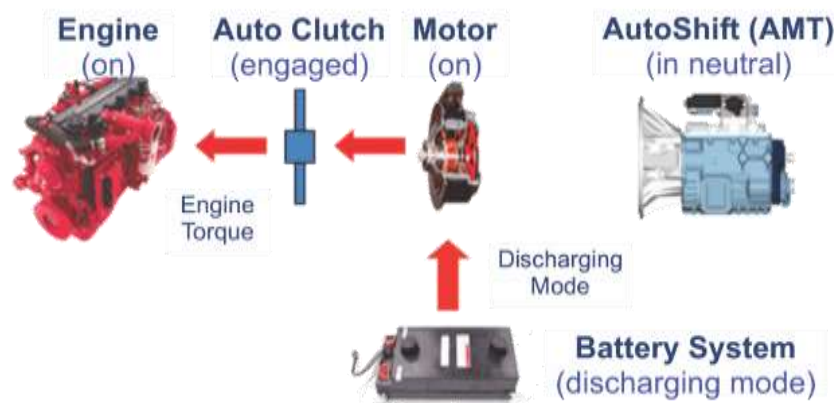 Engine
(on)
Auto Clutch
(engaged)
Motor
(on)
AutoShift (AMT)
(in neutral)
Engine
Torque
Discharging
Mode
Battery System
(discharging mode)